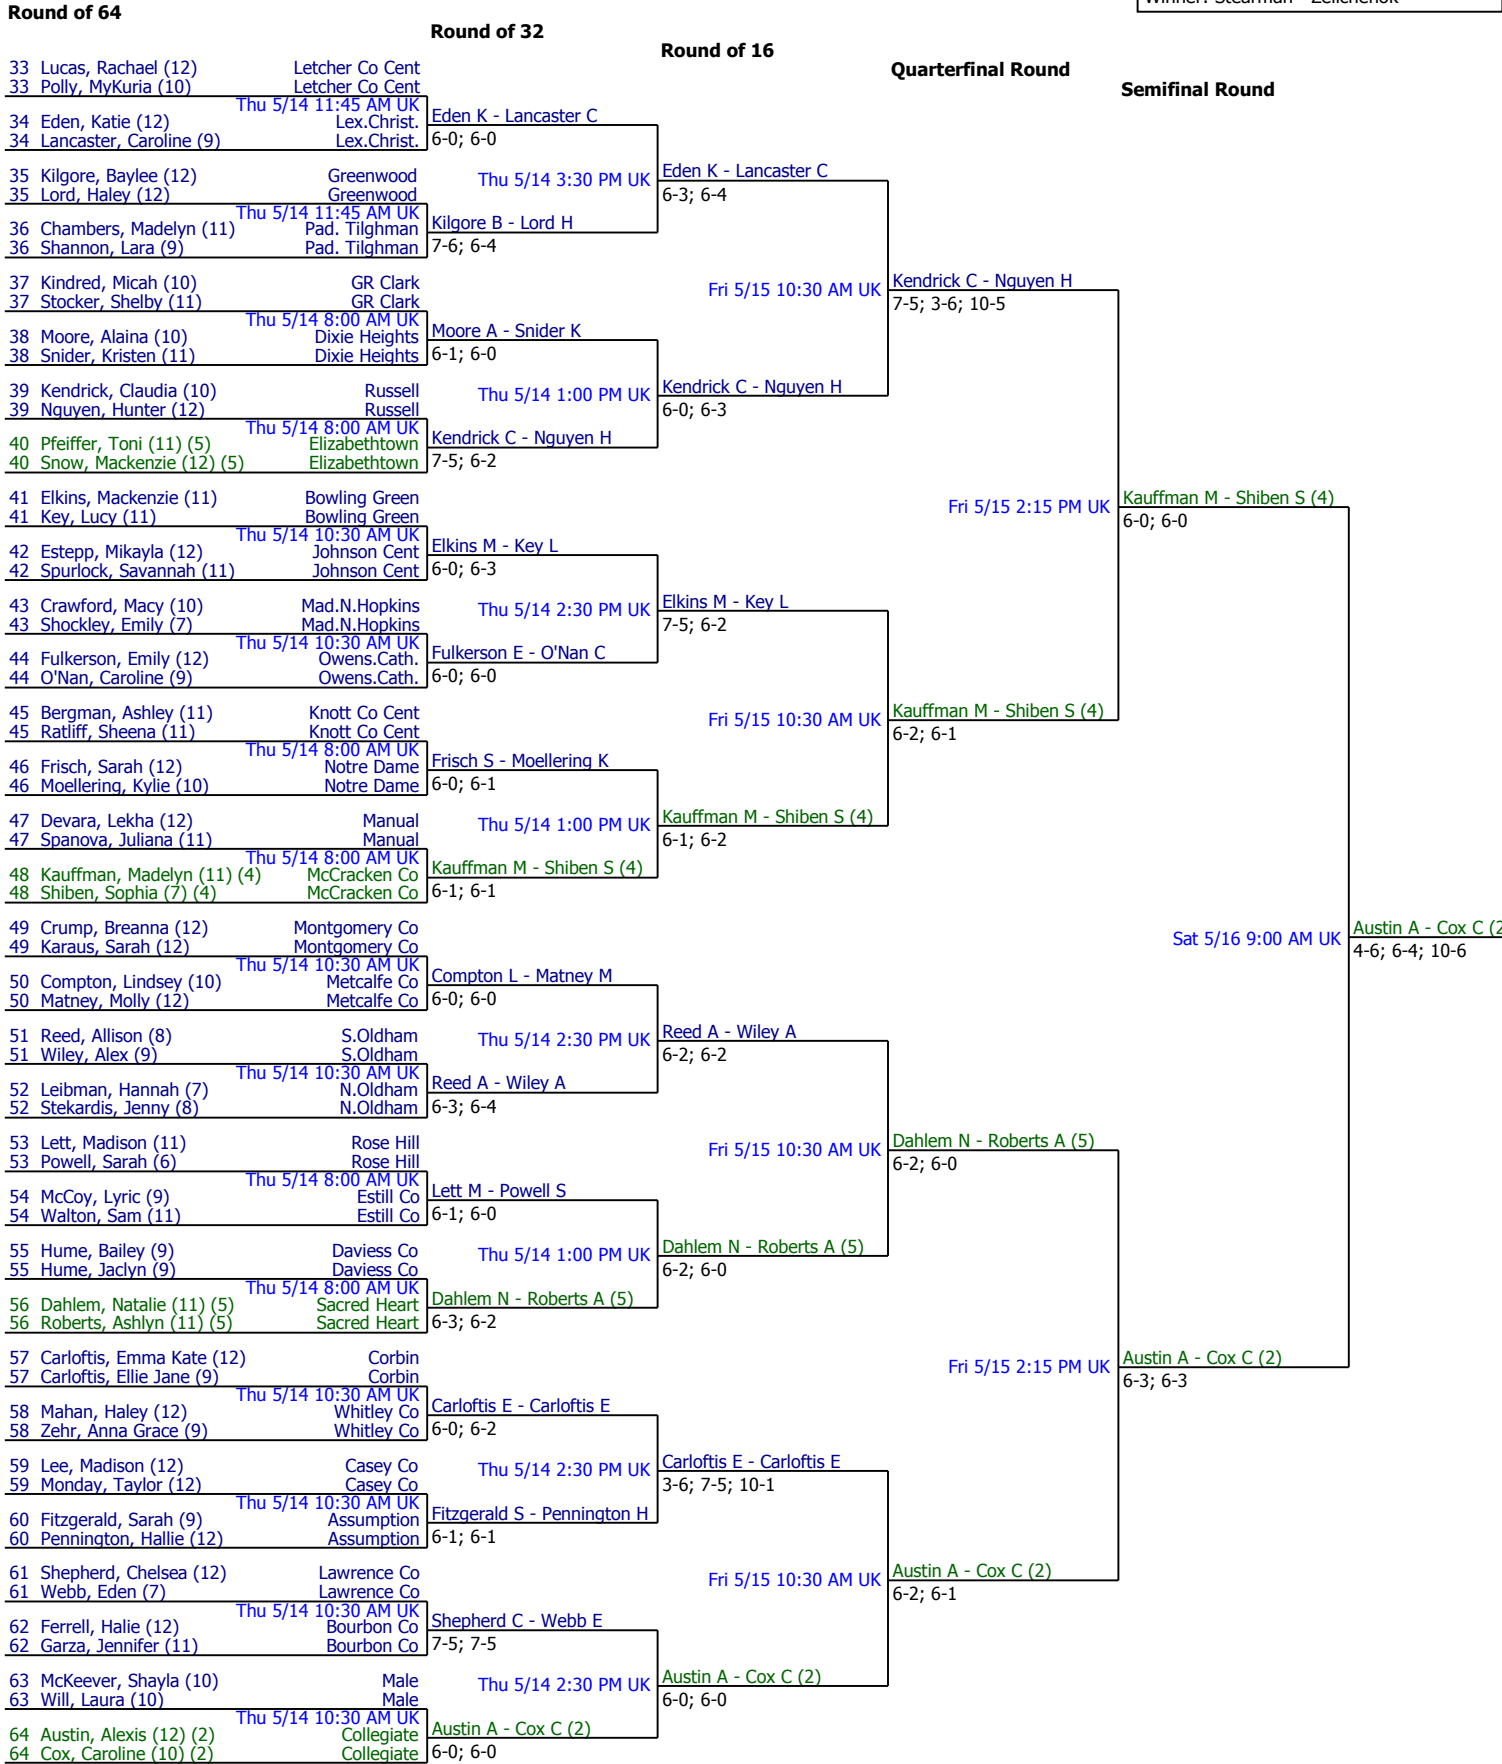 Winner: Stearman - Zelichenok
Round of 64
Round of 32
Round of 16
Quarterfinal Round
Semifinal Round
33 Lucas, Rachael (12) Letcher Co Cent
33 Polly, MyKuria (10) Letcher Co Cent
Thu 5/14 11:45 AM UK
Eden K - Lancaster C
34 Eden, Katie (12) Lex.Christ.
34 Lancaster, Caroline (9) Lex.Christ.
6-0; 6-0
35 Kilgore, Baylee (12) Greenwood
35 Lord, Haley (12) Greenwood
Thu 5/14 3:30 PM UK
Eden K - Lancaster C
6-3; 6-4
Thu 5/14 11:45 AM UK
Kilgore B - Lord H
36 Chambers, Madelyn (11) Pad. Tilghman
36 Shannon, Lara (9) Pad. Tilghman
7-6; 6-4
37 Kindred, Micah (10) GR Clark
37 Stocker, Shelby (11) GR Clark
Fri 5/15 10:30 AM UK
Kendrick C - Nguyen H
7-5; 3-6; 10-5
Thu 5/14 8:00 AM UK
Moore A - Snider K
38 Moore, Alaina (10) Dixie Heights
38 Snider, Kristen (11) Dixie Heights
6-1; 6-0
39 Kendrick, Claudia (10) Russell
39 Nguyen, Hunter (12) Russell
Thu 5/14 1:00 PM UK
Kendrick C - Nguyen H
6-0; 6-3
Thu 5/14 8:00 AM UK
Kendrick C - Nguyen H
40 Pfeiffer, Toni (11) (5) Elizabethtown
40 Snow, Mackenzie (12) (5) Elizabethtown
7-5; 6-2
41 Elkins, Mackenzie (11) Bowling Green
41 Key, Lucy (11) Bowling Green
Fri 5/15 2:15 PM UK
Kauffman M - Shiben S (4)
6-0; 6-0
Thu 5/14 10:30 AM UK
Elkins M - Key L
42 Estepp, Mikayla (12) Johnson Cent
42 Spurlock, Savannah (11) Johnson Cent
6-0; 6-3
43 Crawford, Macy (10) Mad.N.Hopkins
43 Shockley, Emily (7) Mad.N.Hopkins
Thu 5/14 2:30 PM UK
Elkins M - Key L
7-5; 6-2
Thu 5/14 10:30 AM UK
Fulkerson E - O'Nan C
44 Fulkerson, Emily (12) Owens.Cath.
44 O'Nan, Caroline (9) Owens.Cath.
6-0; 6-0
45 Bergman, Ashley (11) Knott Co Cent
45 Ratliff, Sheena (11) Knott Co Cent
Fri 5/15 10:30 AM UK
Kauffman M - Shiben S (4)
6-2; 6-1
Thu 5/14 8:00 AM UK
Frisch S - Moellering K
46 Frisch, Sarah (12) Notre Dame
46 Moellering, Kylie (10) Notre Dame
6-0; 6-1
47 Devara, Lekha (12) Manual
47 Spanova, Juliana (11) Manual
Thu 5/14 1:00 PM UK
Kauffman M - Shiben S (4)
6-1; 6-2
Thu 5/14 8:00 AM UK
Kauffman M - Shiben S (4)
48 Kauffman, Madelyn (11) (4) McCracken Co
48 Shiben, Sophia (7) (4) McCracken Co
6-1; 6-1
49 Crump, Breanna (12) Montgomery Co
49 Karaus, Sarah (12) Montgomery Co
Sat 5/16 9:00 AM UK
Austin A - Cox C (2
4-6; 6-4; 10-6
Thu 5/14 10:30 AM UK
Compton L - Matney M
50 Compton, Lindsey (10) Metcalfe Co
50 Matney, Molly (12) Metcalfe Co
6-0; 6-0
51 Reed, Allison (8) S.Oldham
51 Wiley, Alex (9) S.Oldham
Thu 5/14 2:30 PM UK
Reed A - Wiley A
6-2; 6-2
Thu 5/14 10:30 AM UK
Reed A - Wiley A
52 Leibman, Hannah (7) N.Oldham
52 Stekardis, Jenny (8) N.Oldham
6-3; 6-4
53 Lett, Madison (11) Rose Hill
53 Powell, Sarah (6) Rose Hill
Fri 5/15 10:30 AM UK
Dahlem N - Roberts A (5)
6-2; 6-0
Thu 5/14 8:00 AM UK
Lett M - Powell S
54 McCoy, Lyric (9) Estill Co
54 Walton, Sam (11) Estill Co
6-1; 6-0
55 Hume, Bailey (9) Daviess Co
55 Hume, Jaclyn (9) Daviess Co
Thu 5/14 1:00 PM UK
Dahlem N - Roberts A (5)
6-2; 6-0
Thu 5/14 8:00 AM UK
Dahlem N - Roberts A (5)
56 Dahlem, Natalie (11) (5) Sacred Heart
56 Roberts, Ashlyn (11) (5) Sacred Heart
6-3; 6-2
57 Carloftis, Emma Kate (12) Corbin
57 Carloftis, Ellie Jane (9) Corbin
Fri 5/15 2:15 PM UK
Austin A - Cox C (2)
6-3; 6-3
Thu 5/14 10:30 AM UK
Carloftis E - Carloftis E
58 Mahan, Haley (12) Whitley Co
58 Zehr, Anna Grace (9) Whitley Co
6-0; 6-2
59 Lee, Madison (12) Casey Co
59 Monday, Taylor (12) Casey Co
Thu 5/14 2:30 PM UK
Carloftis E - Carloftis E
3-6; 7-5; 10-1
Thu 5/14 10:30 AM UK
Fitzgerald S - Pennington H
60 Fitzgerald, Sarah (9) Assumption
60 Pennington, Hallie (12) Assumption
6-1; 6-1
61 Shepherd, Chelsea (12) Lawrence Co
61 Webb, Eden (7) Lawrence Co
Fri 5/15 10:30 AM UK
Austin A - Cox C (2)
6-2; 6-1
Thu 5/14 10:30 AM UK
Shepherd C - Webb E
62 Ferrell, Halie (12) Bourbon Co
62 Garza, Jennifer (11) Bourbon Co
7-5; 7-5
63 McKeever, Shayla (10) Male
63 Will, Laura (10) Male
Thu 5/14 2:30 PM UK
Austin A - Cox C (2)
6-0; 6-0
Thu 5/14 10:30 AM UK
Austin A - Cox C (2)
64 Austin, Alexis (12) (2) Collegiate
64 Cox, Caroline (10) (2) Collegiate
6-0; 6-0